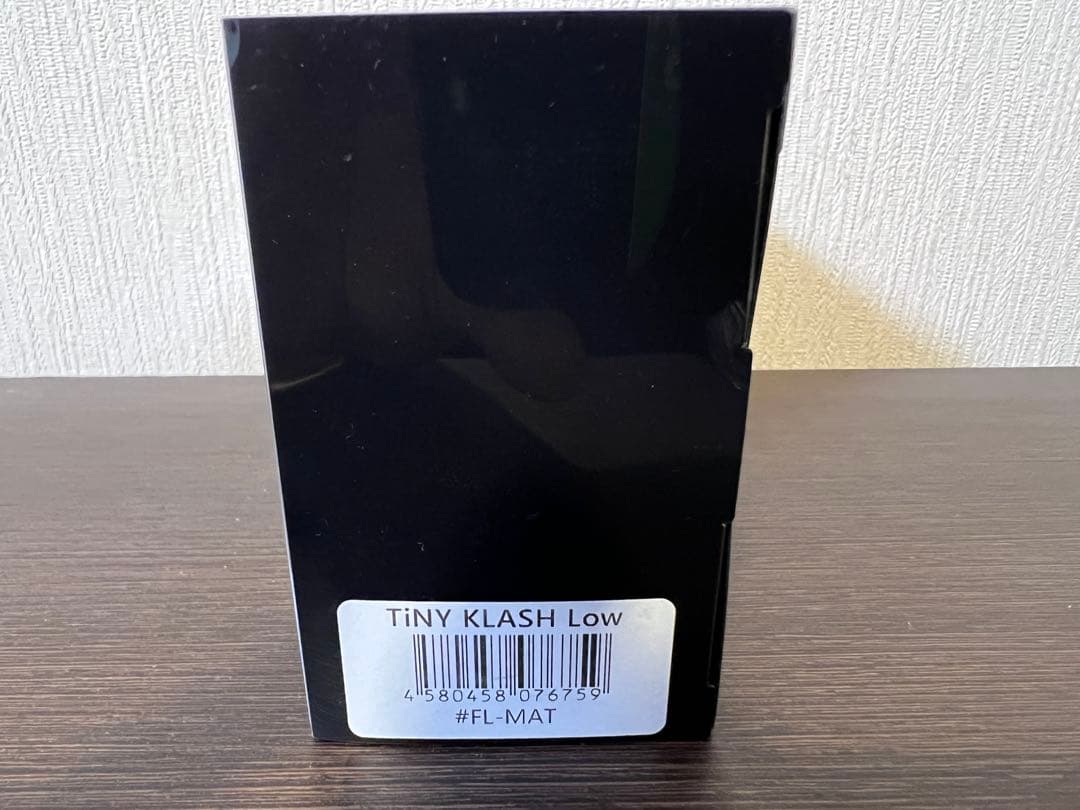 TiNY KLASH Low
4 580458 076759
#FL-MAT